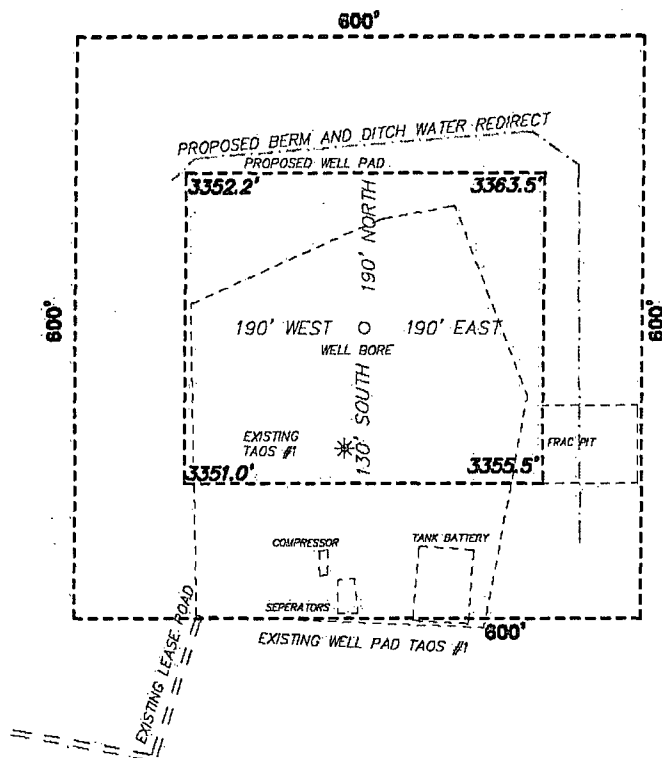 600'
PROPOSED BERM AND DITCH WATER REDIRECT
PROPOSED WELL PAD
3352.2'
3363.5'
190' NORTH
600'
600'
190' WEST
190' EAST
WELL BORE
130' SOUTH
EXISTING
TAOS #1
FRAC PIT
3351.0'
3355.5'
COMPRESSOR
TANK BATTERY
SEPERATORS
600'
EXISTING WELL PAD TAOS #1
EXISTING LEASE ROAD